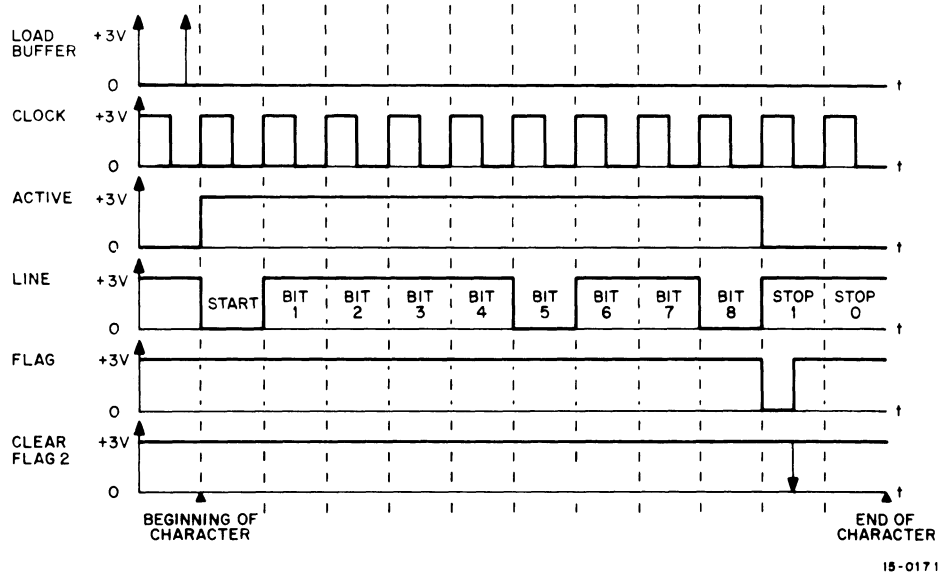 LOAD BUFFER +3V
0 t
CLOCK +3V
0 t
ACTIVE +3V
0 t
LINE +3V
START BIT 1 BIT 2 BIT 3 BIT 4 BIT 5 BIT 6 BIT 7 BIT 8 STOP 1 STOP 0
0 t
FLAG +3V
0 t
CLEAR FLAG 2 +3V
0 t
BEGINNING OF CHARACTER
END OF CHARACTER
15-0171